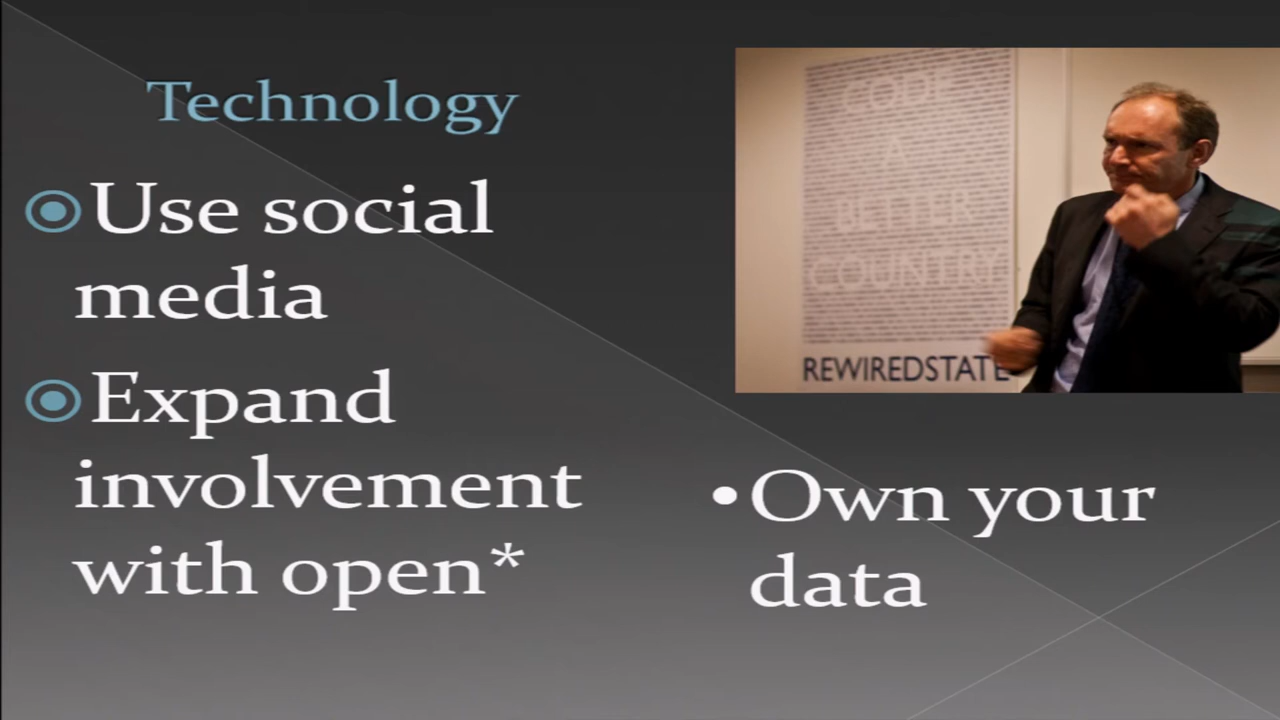 Technology
Use social
media
Expand
involvement
with open*
CODE
A
BETTER
COUNTRY
REWIREDSTATE
•Own your
data